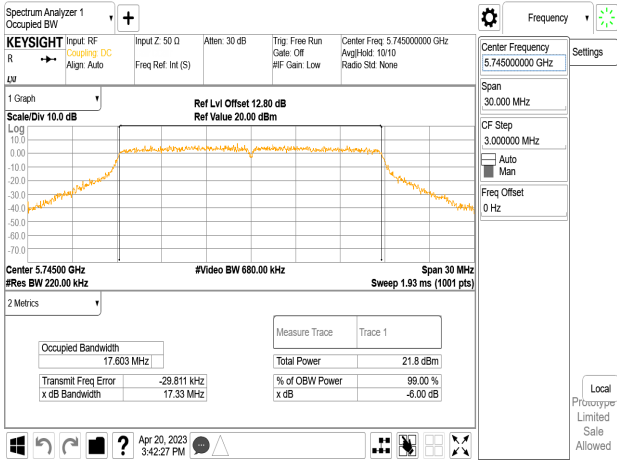 Spectrum Analyzer 1
Occupied BW
Frequency
KEYSIGHT
R
Input: RF
Coupling: DC
Align: Auto
Input Z: 50 Ω
Freq Ref: Int (S)
Atten: 30 dB
Trig: Free Run
Gate: Off
#IF Gain: Low
Center Freq: 5.745000000 GHz
Avg|Hold: 10/10
Radio Std: None
LNI
1 Graph
Scale/Div 10.0 dB
Ref Lvl Offset 12.80 dB
Ref Value 20.00 dBm
Log
10.0
0.00
-10.0
-20.0
-30.0
-40.0
-50.0
-60.0
-70.0
Center 5.74500 GHz
#Res BW 220.00 kHz
#Video BW 680.00 kHz
Span 30 MHz
Sweep 1.93 ms (1001 pts)
2 Metrics
Measure Trace Trace 1
Occupied Bandwidth
17.603 MHz
Total Power 21.8 dBm
Transmit Freq Error -29.811 kHz
x dB Bandwidth 17.33 MHz
% of OBW Power 99.00 %
x dB -6.00 dB
Apr 20, 2023
3:42:27 PM
Center Frequency
5.745000000 GHz
Settings
Span
30.000 MHz
CF Step
3.000000 MHz
Auto
Man
Freq Offset
0 Hz
Local
Prototype
Limited
Sale
Allowed